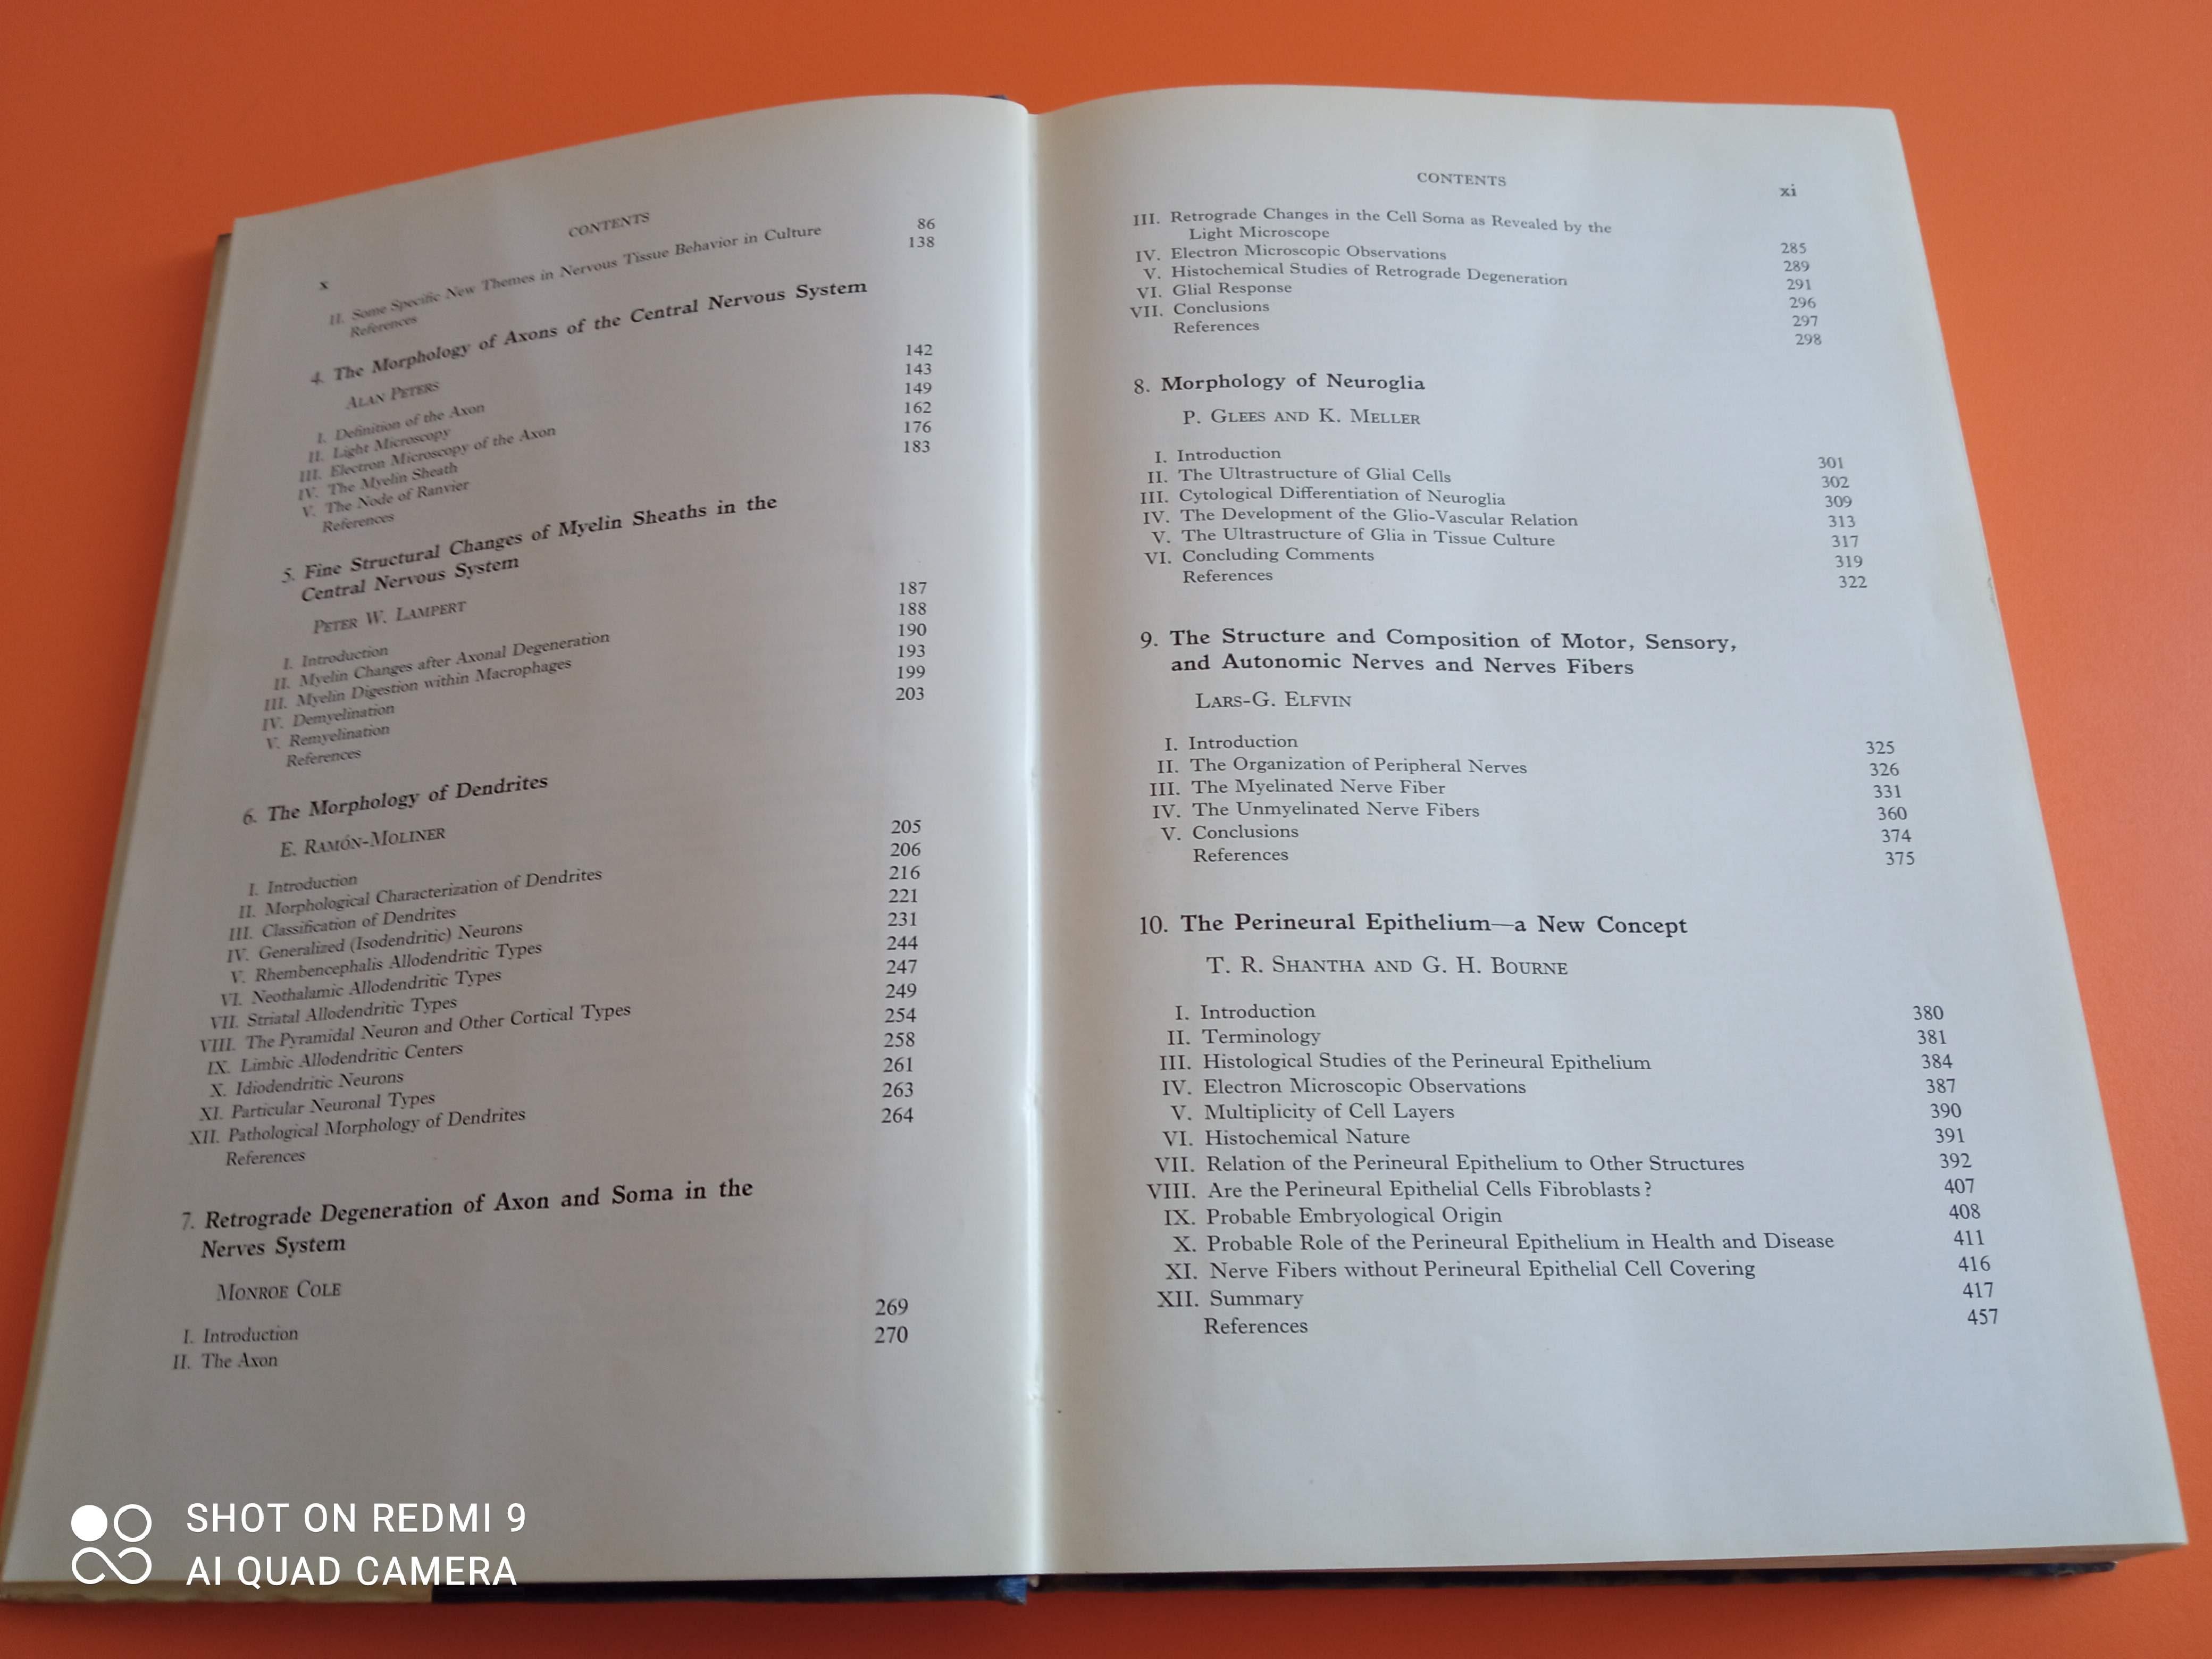 x
CONTENTS
II. Some Specific New Themes in Nervous Tissue Behavior in Culture 86
References 138
4. The Morphology of Axons of the Central Nervous System
ALAN PETERS
I. Definition of the Axon 142
II. Light Microscopy 143
III. Electron Microscopy of the Axon 149
IV. The Myelin Sheath 162
V. The Node of Ranvier 176
References 183
5. Fine Structural Changes of Myelin Sheaths in the
Central Nervous System
PETER W. LAMPERT
I. Introduction 187
II. Myelin Changes after Axonal Degeneration 188
III. Myelin Digestion within Macrophages 190
IV. Demyelination 193
V. Remyelination 199
References 203
6. The Morphology of Dendrites
E. RAMÓN-MOLINER
I. Introduction 205
II. Morphological Characterization of Dendrites 206
III. Classification of Dendrites 216
IV. Generalized (Isodendritic) Neurons 221
V. Rhembencephalis Allodendritic Types 231
VI. Neothalamic Allodendritic Types 244
VII. Striatal Allodendritic Types 247
VIII. The Pyramidal Neuron and Other Cortical Types 249
IX. Limbic Allodendritic Centers 254
X. Idiodendritic Neurons 258
XI. Particular Neuronal Types 261
XII. Pathological Morphology of Dendrites 263
References 264
7. Retrograde Degeneration of Axon and Soma in the
Nerves System
MONROE COLE
I. Introduction 269
II. The Axon 270
CONTENTS
xi
III. Retrograde Changes in the Cell Soma as Revealed by the
Light Microscope 285
IV. Electron Microscopic Observations 289
V. Histochemical Studies of Retrograde Degeneration 291
VI. Glial Response 296
VII. Conclusions 297
References 298
8. Morphology of Neuroglia
P. GLEES AND K. MELLER
I. Introduction 301
II. The Ultrastructure of Glial Cells 302
III. Cytological Differentiation of Neuroglia 309
IV. The Development of the Glio-Vascular Relation 313
V. The Ultrastructure of Glia in Tissue Culture 317
VI. Concluding Comments 319
References 322
9. The Structure and Composition of Motor, Sensory,
and Autonomic Nerves and Nerves Fibers
LARS-G. ELFVIN
I. Introduction 325
II. The Organization of Peripheral Nerves 326
III. The Myelinated Nerve Fiber 331
IV. The Unmyelinated Nerve Fibers 360
V. Conclusions 374
References 375
10. The Perineural Epithelium—a New Concept
T. R. SHANTHA AND G. H. BOURNE
I. Introduction 380
II. Terminology 381
III. Histological Studies of the Perineural Epithelium 384
IV. Electron Microscopic Observations 387
V. Multiplicity of Cell Layers 390
VI. Histochemical Nature 391
VII. Relation of the Perineural Epithelium to Other Structures 392
VIII. Are the Perineural Epithelial Cells Fibroblasts? 407
IX. Probable Embryological Origin 408
X. Probable Role of the Perineural Epithelium in Health and Disease 411
XI. Nerve Fibers without Perineural Epithelial Cell Covering 416
XII. Summary 417
References 457
SHOT ON REDMI 9
AI QUAD CAMERA